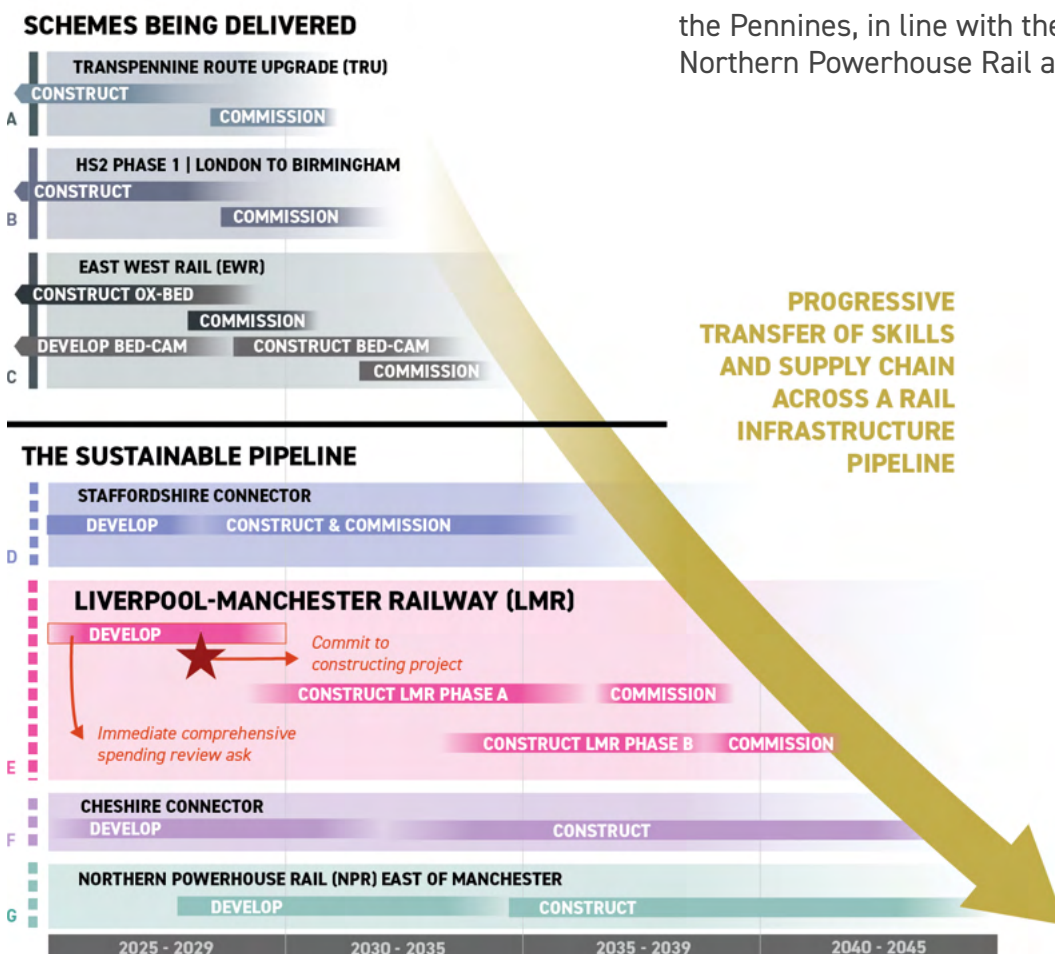 the Pennines, in line with the
Northern Powerhouse Rail a
SCHEMES BEING DELIVERED
TRANSPENNINE ROUTE UPGRADE (TRU)
CONSTRUCT
COMMISSION
A
HS2 PHASE 1 | LONDON TO BIRMINGHAM
CONSTRUCT
COMMISSION
B
EAST WEST RAIL (EWR)
CONSTRUCT OX-BED
COMMISSION
DEVELOP BED-CAM
CONSTRUCT BED-CAM
COMMISSION
C
PROGRESSIVE
TRANSFER OF SKILLS
AND SUPPLY CHAIN
ACROSS A RAIL
INFRASTRUCTURE
PIPELINE
THE SUSTAINABLE PIPELINE
STAFFORDSHIRE CONNECTOR
DEVELOP
CONSTRUCT & COMMISSION
D
LIVERPOOL-MANCHESTER RAILWAY (LMR)
DEVELOP
Commit to
constructing project
CONSTRUCT LMR PHASE A
COMMISSION
Immediate comprehensive
spending review ask
CONSTRUCT LMR PHASE B
COMMISSION
E
CHESHIRE CONNECTOR
DEVELOP
CONSTRUCT
F
NORTHERN POWERHOUSE RAIL (NPR) EAST OF MANCHESTER
DEVELOP
CONSTRUCT
G
2025 - 2029
2030 - 2035
2035 - 2039
2040 - 2045